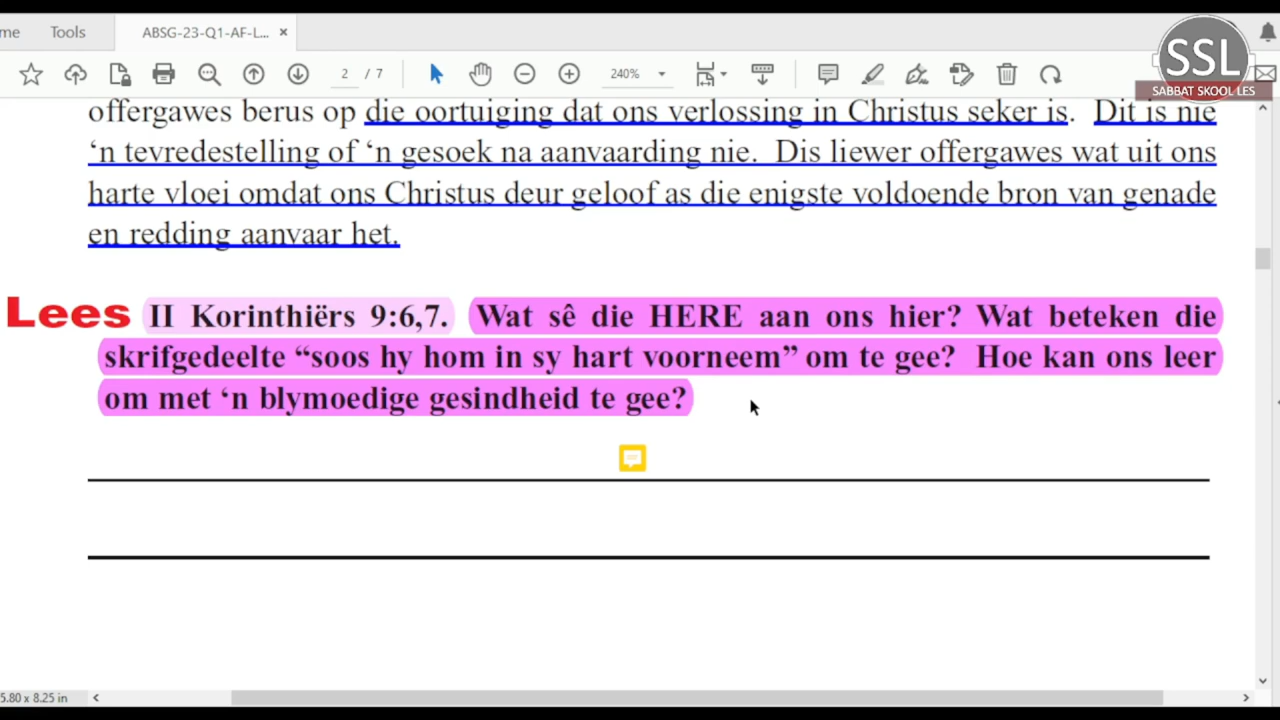 me Tools ABSG-23-Q1-AF-L... ×
SSL
SABBAT SKOOL LES
2 / 7 240%
offergawes berus op die oortuiging dat ons verlossing in Christus seker is. Dit is nie
‘n tevredestelling of ‘n gesoek na aanvaarding nie. Dis liewer offergawes wat uit ons
harte vloei omdat ons Christus deur geloof as die enigste voldoende bron van genade
en redding aanvaar het.
Lees II Korinthiërs 9:6,7. Wat sê die HERE aan ons hier? Wat beteken die
skrifgedeelte “soos hy hom in sy hart voorneem” om te gee? Hoe kan ons leer
om met ‘n blymoedige gesindheid te gee?
5.80 x 8.25 in